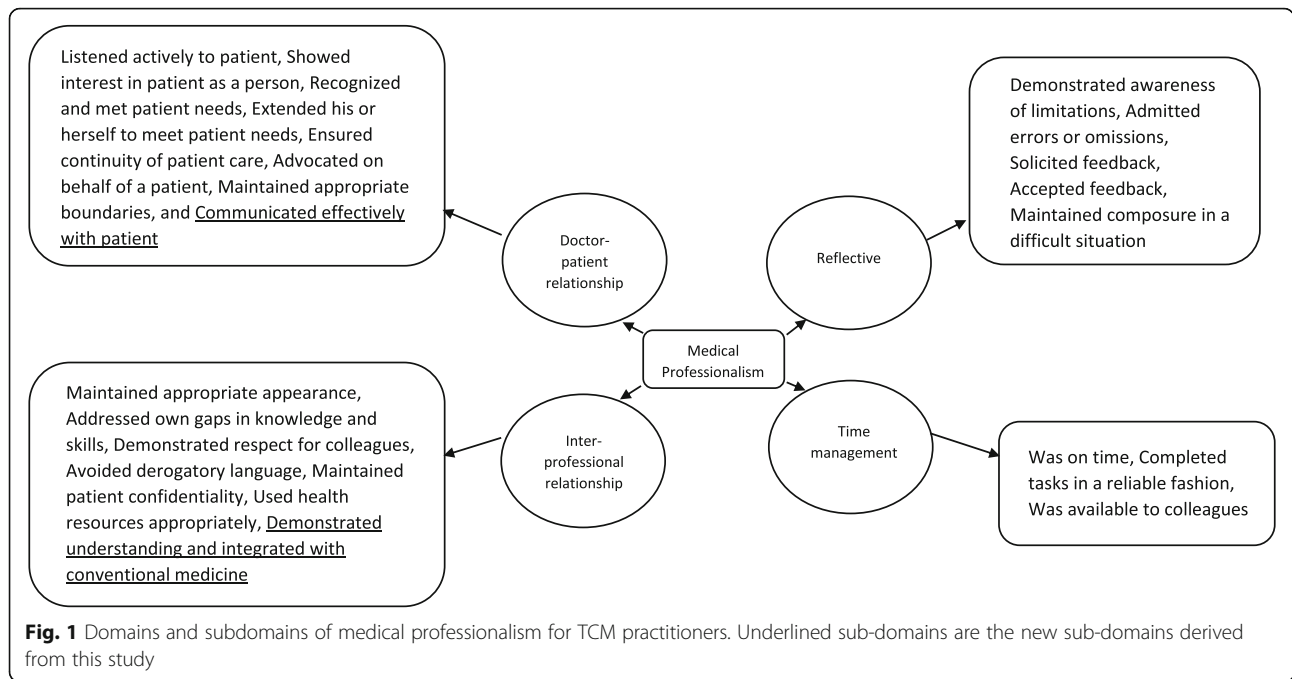 Listened actively to patient, Showed
interest in patient as a person, Recognized
and met patient needs, Extended his or
herself to meet patient needs, Ensured
continuity of patient care, Advocated on
behalf of a patient, Maintained appropriate
boundaries, and Communicated effectively
with patient
Doctor-
patient
relationship
Reflective
Demonstrated awareness
of limitations, Admitted
errors or omissions,
Solicited feedback,
Accepted feedback,
Maintained composure in a
difficult situation
Medical
Professionalism
Maintained appropriate appearance,
Addressed own gaps in knowledge and
skills, Demonstrated respect for colleagues,
Avoided derogatory language, Maintained
patient confidentiality, Used health
resources appropriately, Demonstrated
understanding and integrated with
conventional medicine
Inter-
professional
relationship
Time
management
Was on time, Completed
tasks in a reliable fashion,
Was available to colleagues
Fig. 1 Domains and subdomains of medical professionalism for TCM practitioners. Underlined sub-domains are the new sub-domains derived
from this study